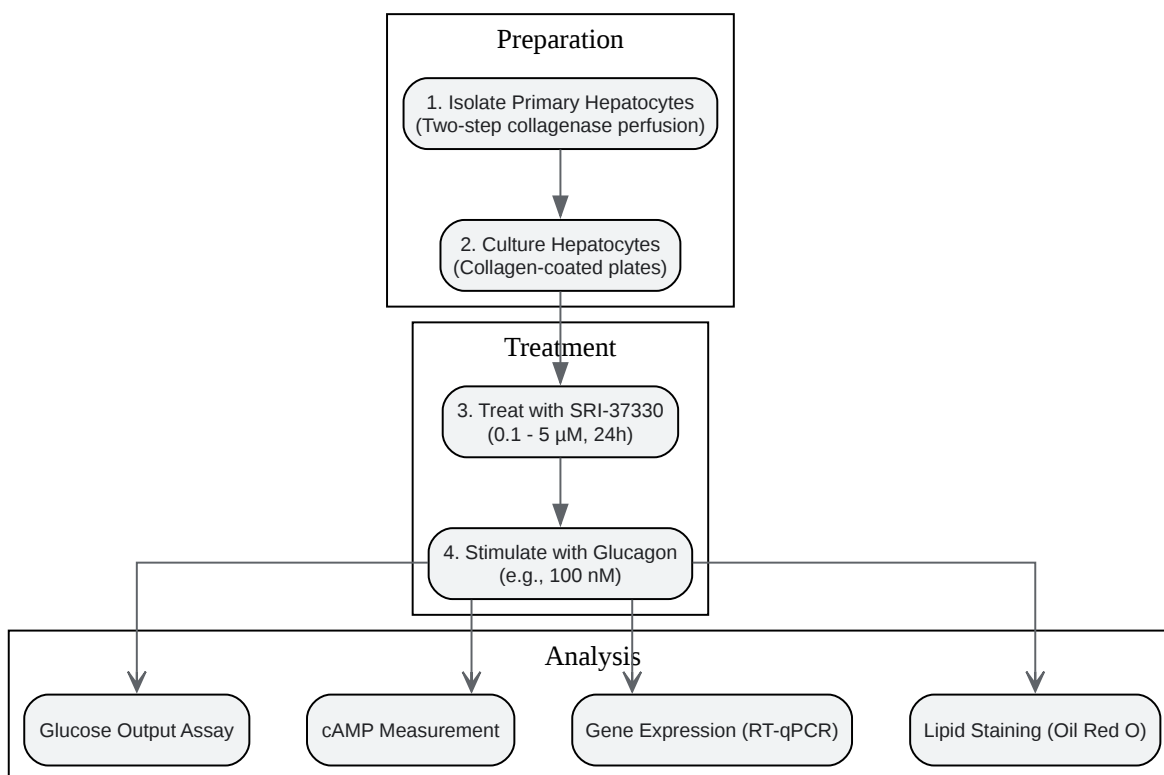 Preparation
1. Isolate Primary Hepatocytes
(Two-step collagenase perfusion)
2. Culture Hepatocytes
(Collagen-coated plates)
Treatment
3. Treat with SRI-37330
(0.1 - 5 µM, 24h)
4. Stimulate with Glucagon
(e.g., 100 nM)
Analysis
Glucose Output Assay
cAMP Measurement
Gene Expression (RT-qPCR)
Lipid Staining (Oil Red O)